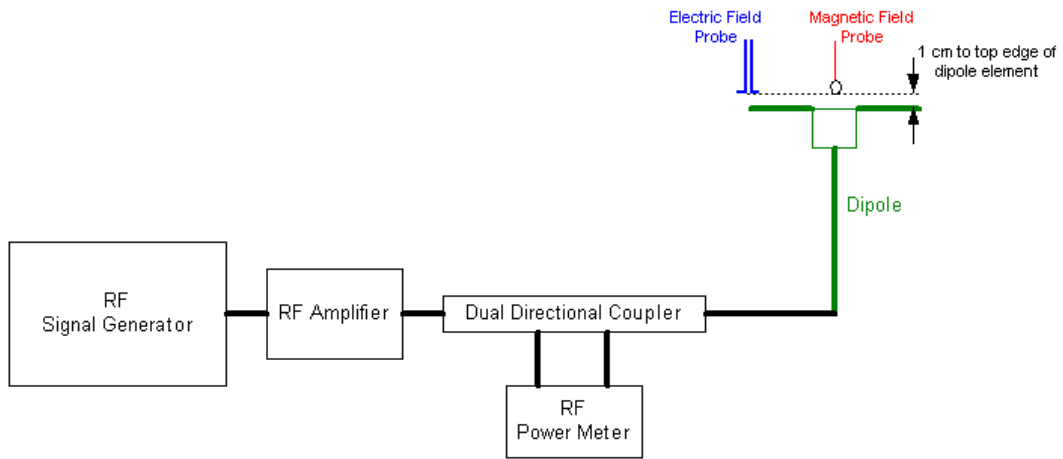 Electric Field
Probe
Magnetic Field
Probe
1 cm to top edge of
dipole element
Dipole
RF
Signal Generator
RF Amplifier
Dual Directional Coupler
RF
Power Meter